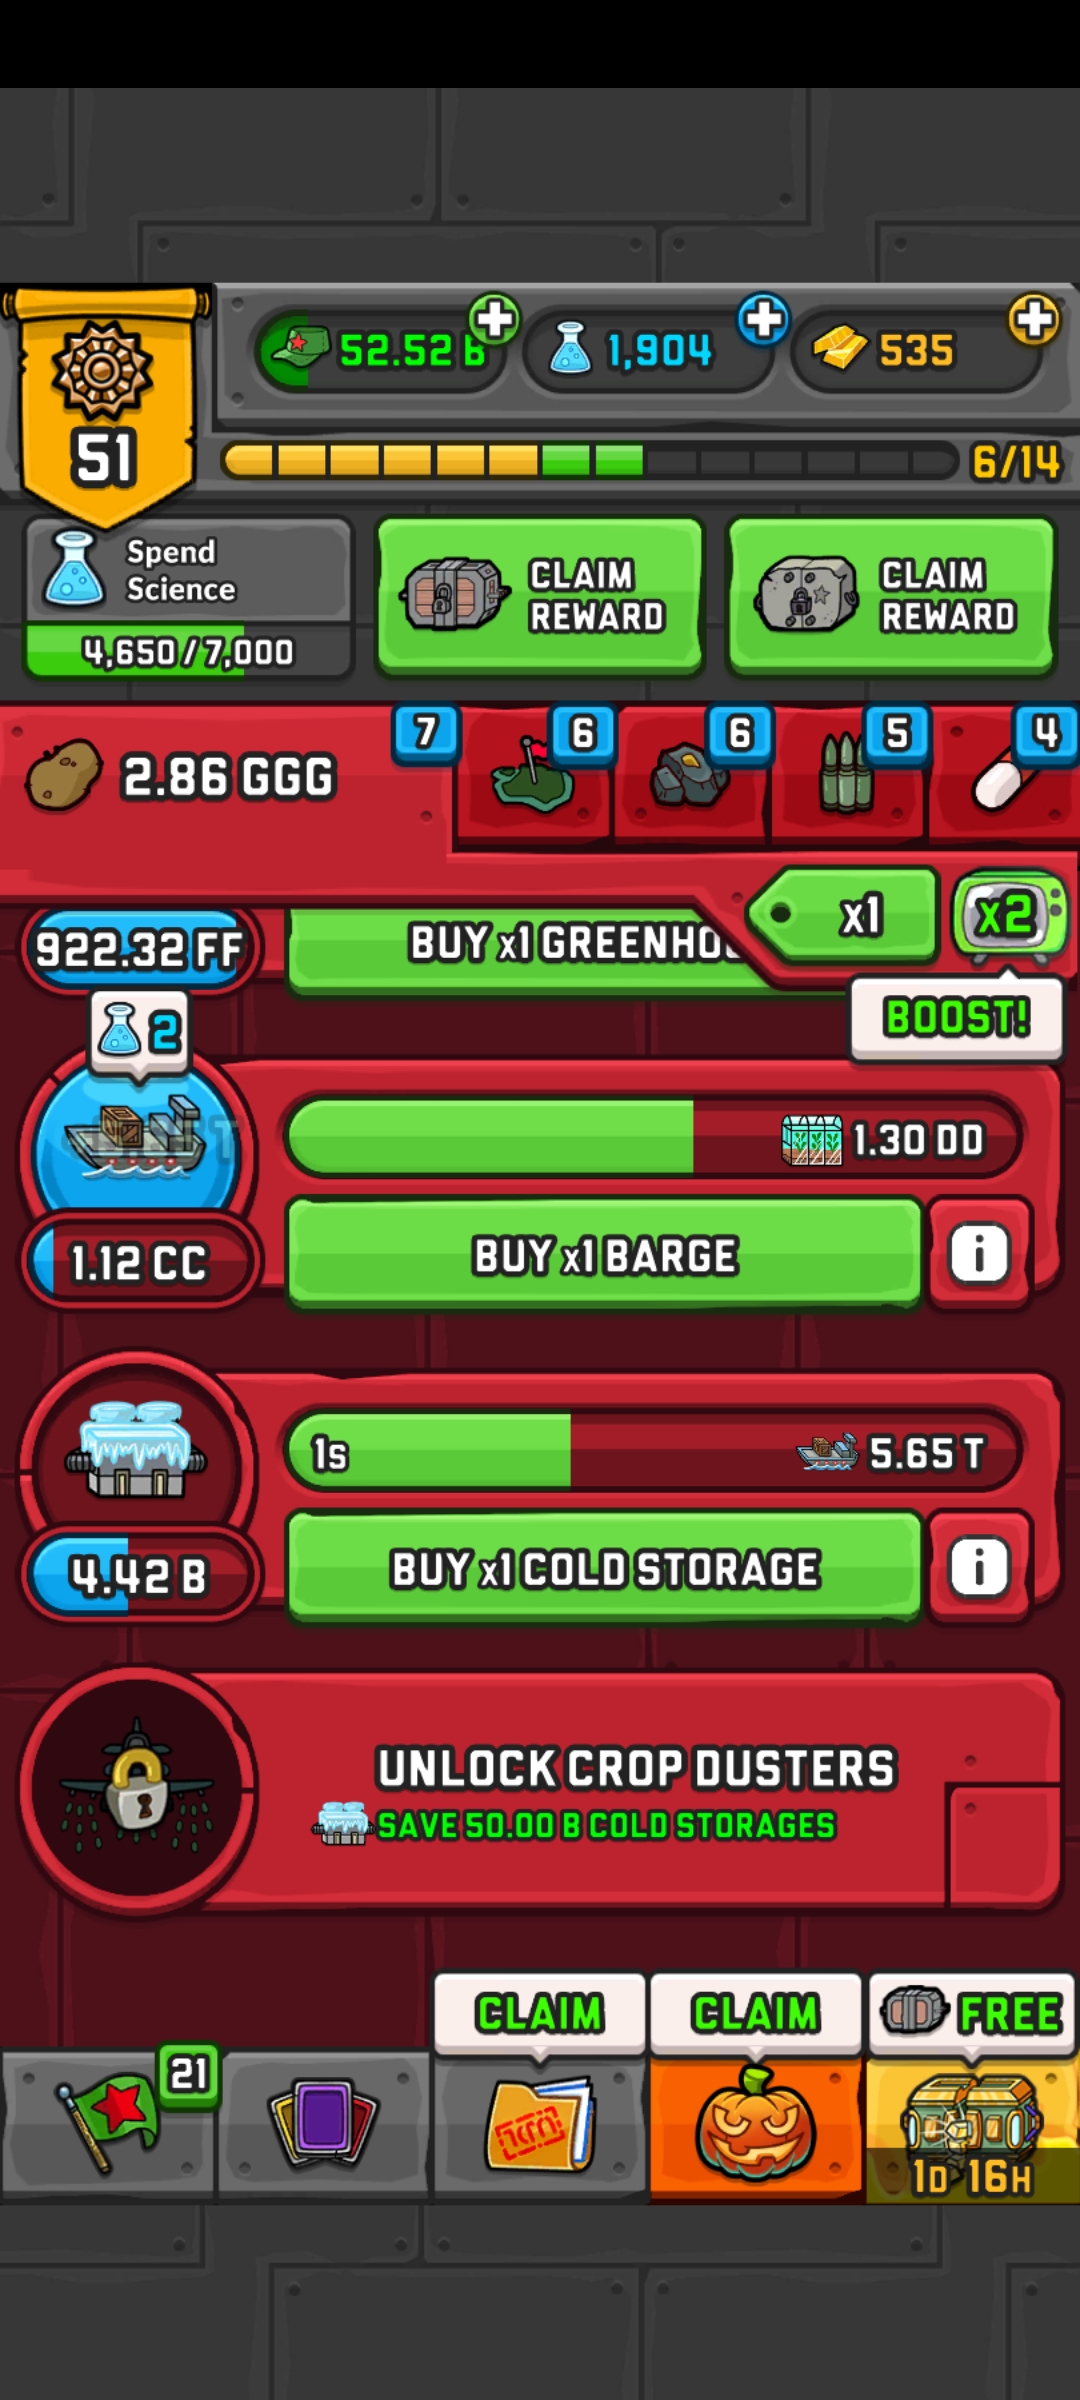 52.52 B
1,904
535
51
6/14
Spend
Science
4,650/7,000
CLAIM
REWARD
CLAIM
REWARD
2.86 GGG
7
6
6
5
4
x1
x2
922.32 FF
BUY x1 GREENHOU
BOOST!
2
1.30 DD
1.12 CC
BUY x1 BARGE
1s
5.65 T
4.42 B
BUY x1 COLD STORAGE
UNLOCK CROP DUSTERS
SAVE 50.00 B COLD STORAGES
CLAIM
CLAIM
FREE
21
1D 16H